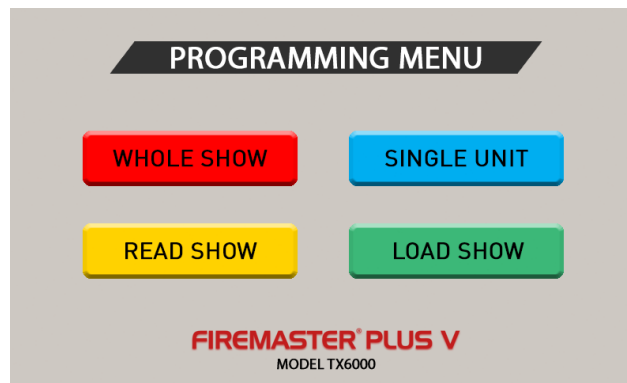 PROGRAMMING MENU
WHOLE SHOW
SINGLE UNIT
READ SHOW
LOAD SHOW
FIREMASTER® PLUS V
MODEL TX6000